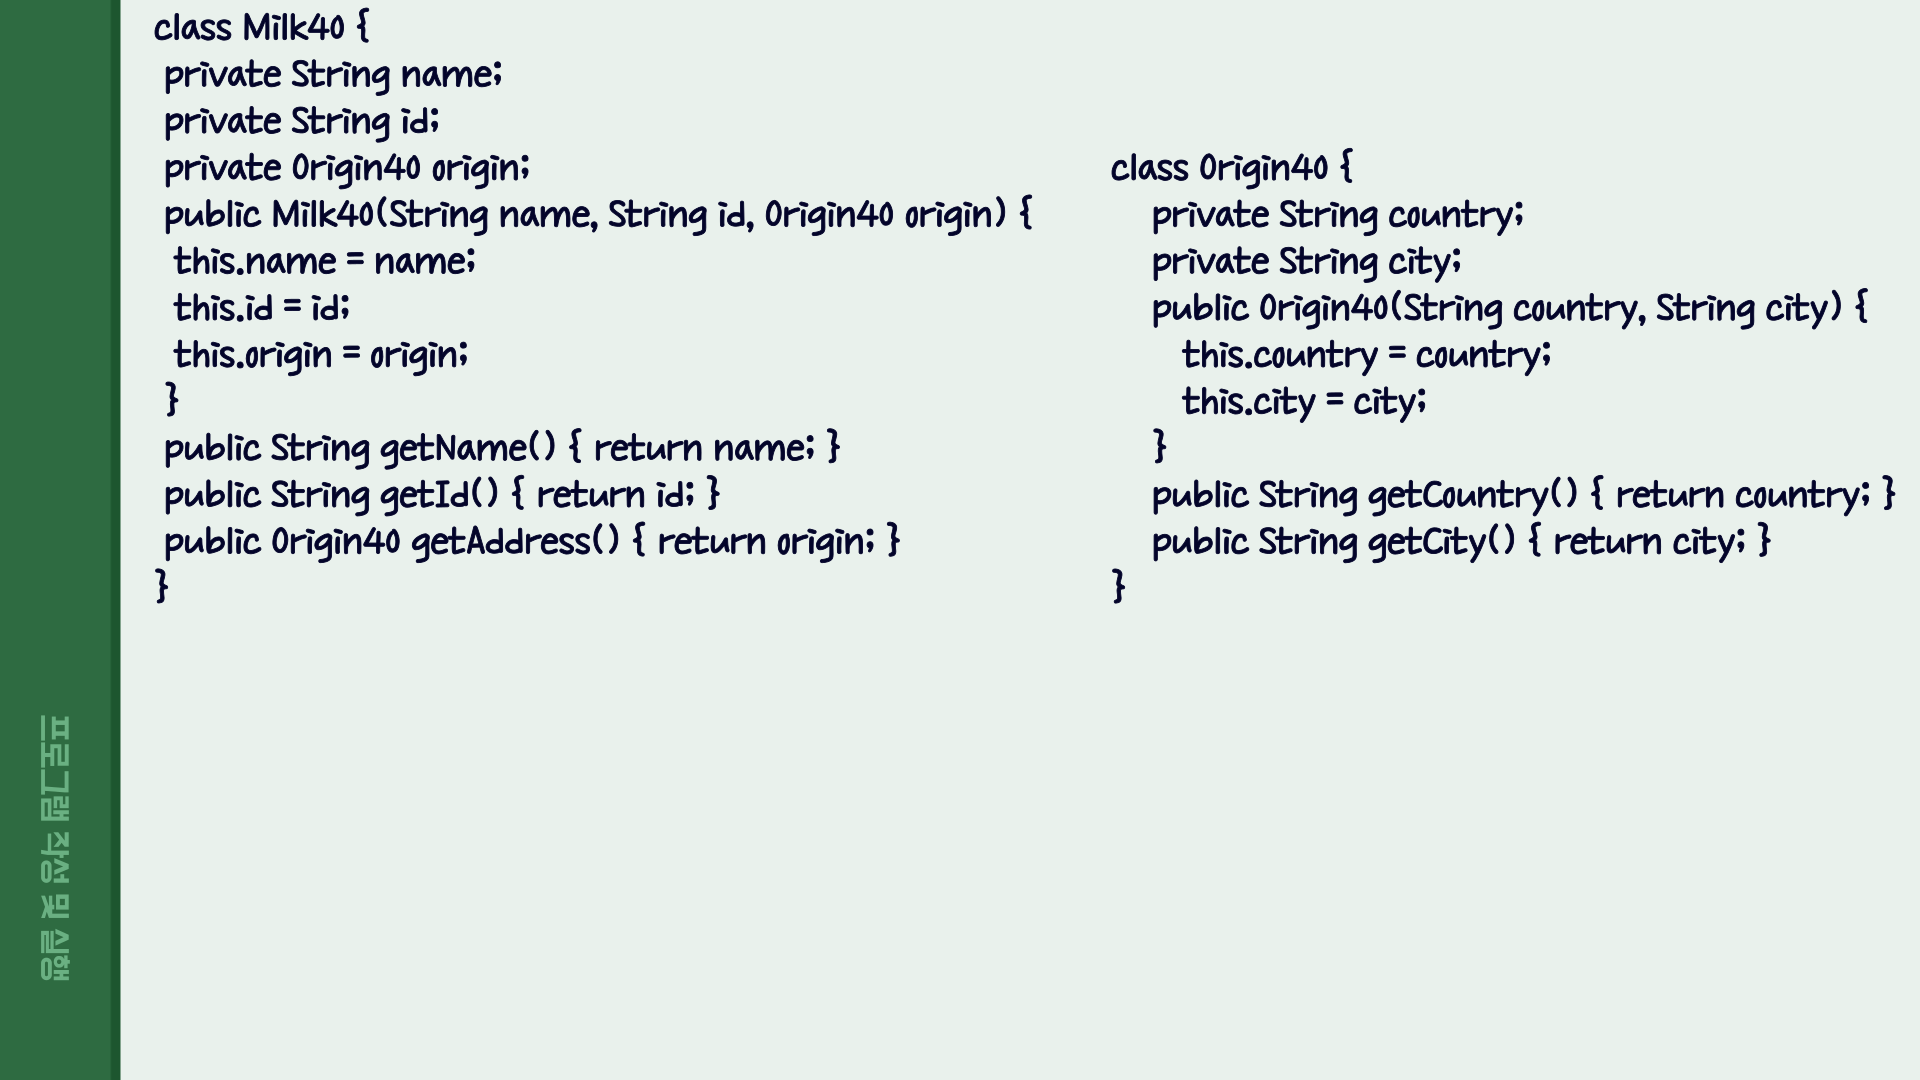 class Milk40 {
private String name;
private String id;
private Origin40 origin;
public Milk40(String name, String id, Origin40 origin) {
this.name = name;
this.id = id;
this.origin = origin;
}
public String getName() { return name; }
public String getId() { return id; }
public Origin40 getAddress() { return origin; }
}
class Origin40 {
private String country;
private String city;
public Origin40(String country, String city) {
this.country = country;
this.city = city;
}
public String getCountry() { return country; }
public String getCity() { return city; }
}
프로그램 작성 및 실행